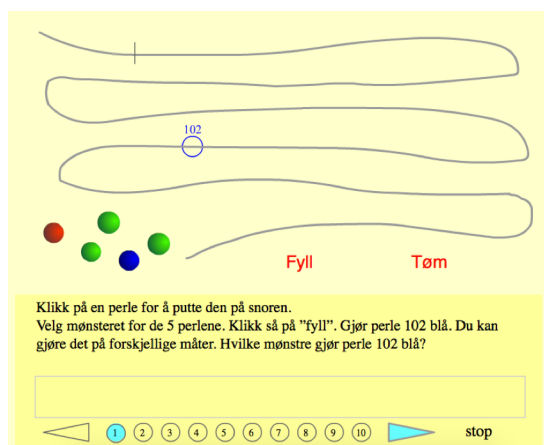 102
Fyll Tøm
Klikk på en perle for å putte den på snoren.
Velg mønsteret for de 5 perlene. Klikk så på ”fyll”. Gjør perle 102 blå. Du kan
gjøre det på forskjellige måter. Hvilke mønstre gjør perle 102 blå?
1 2 3 4 5 6 7 8 9 10 stop